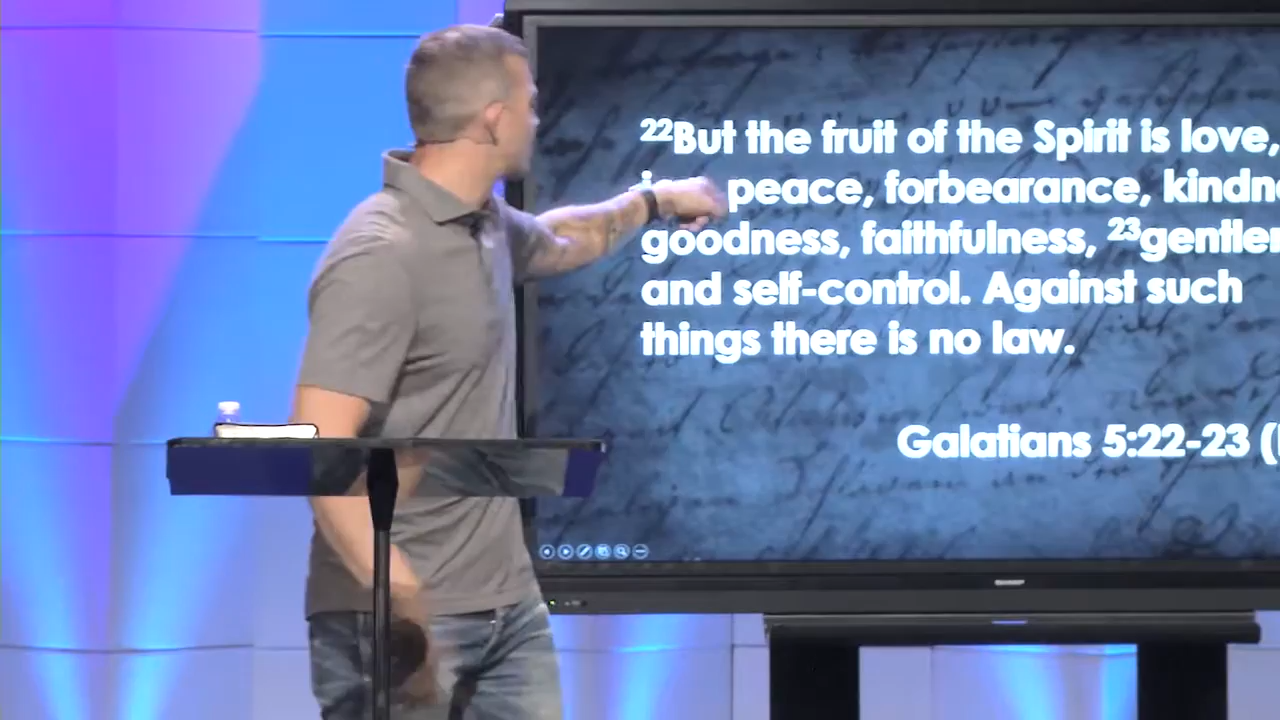 ²²But the fruit of the Spirit is love,
peace, forbearance,
goodness, faithfulness,
and self-control. Against such
things there is no law.
Galatians 5:22-23
SHARP